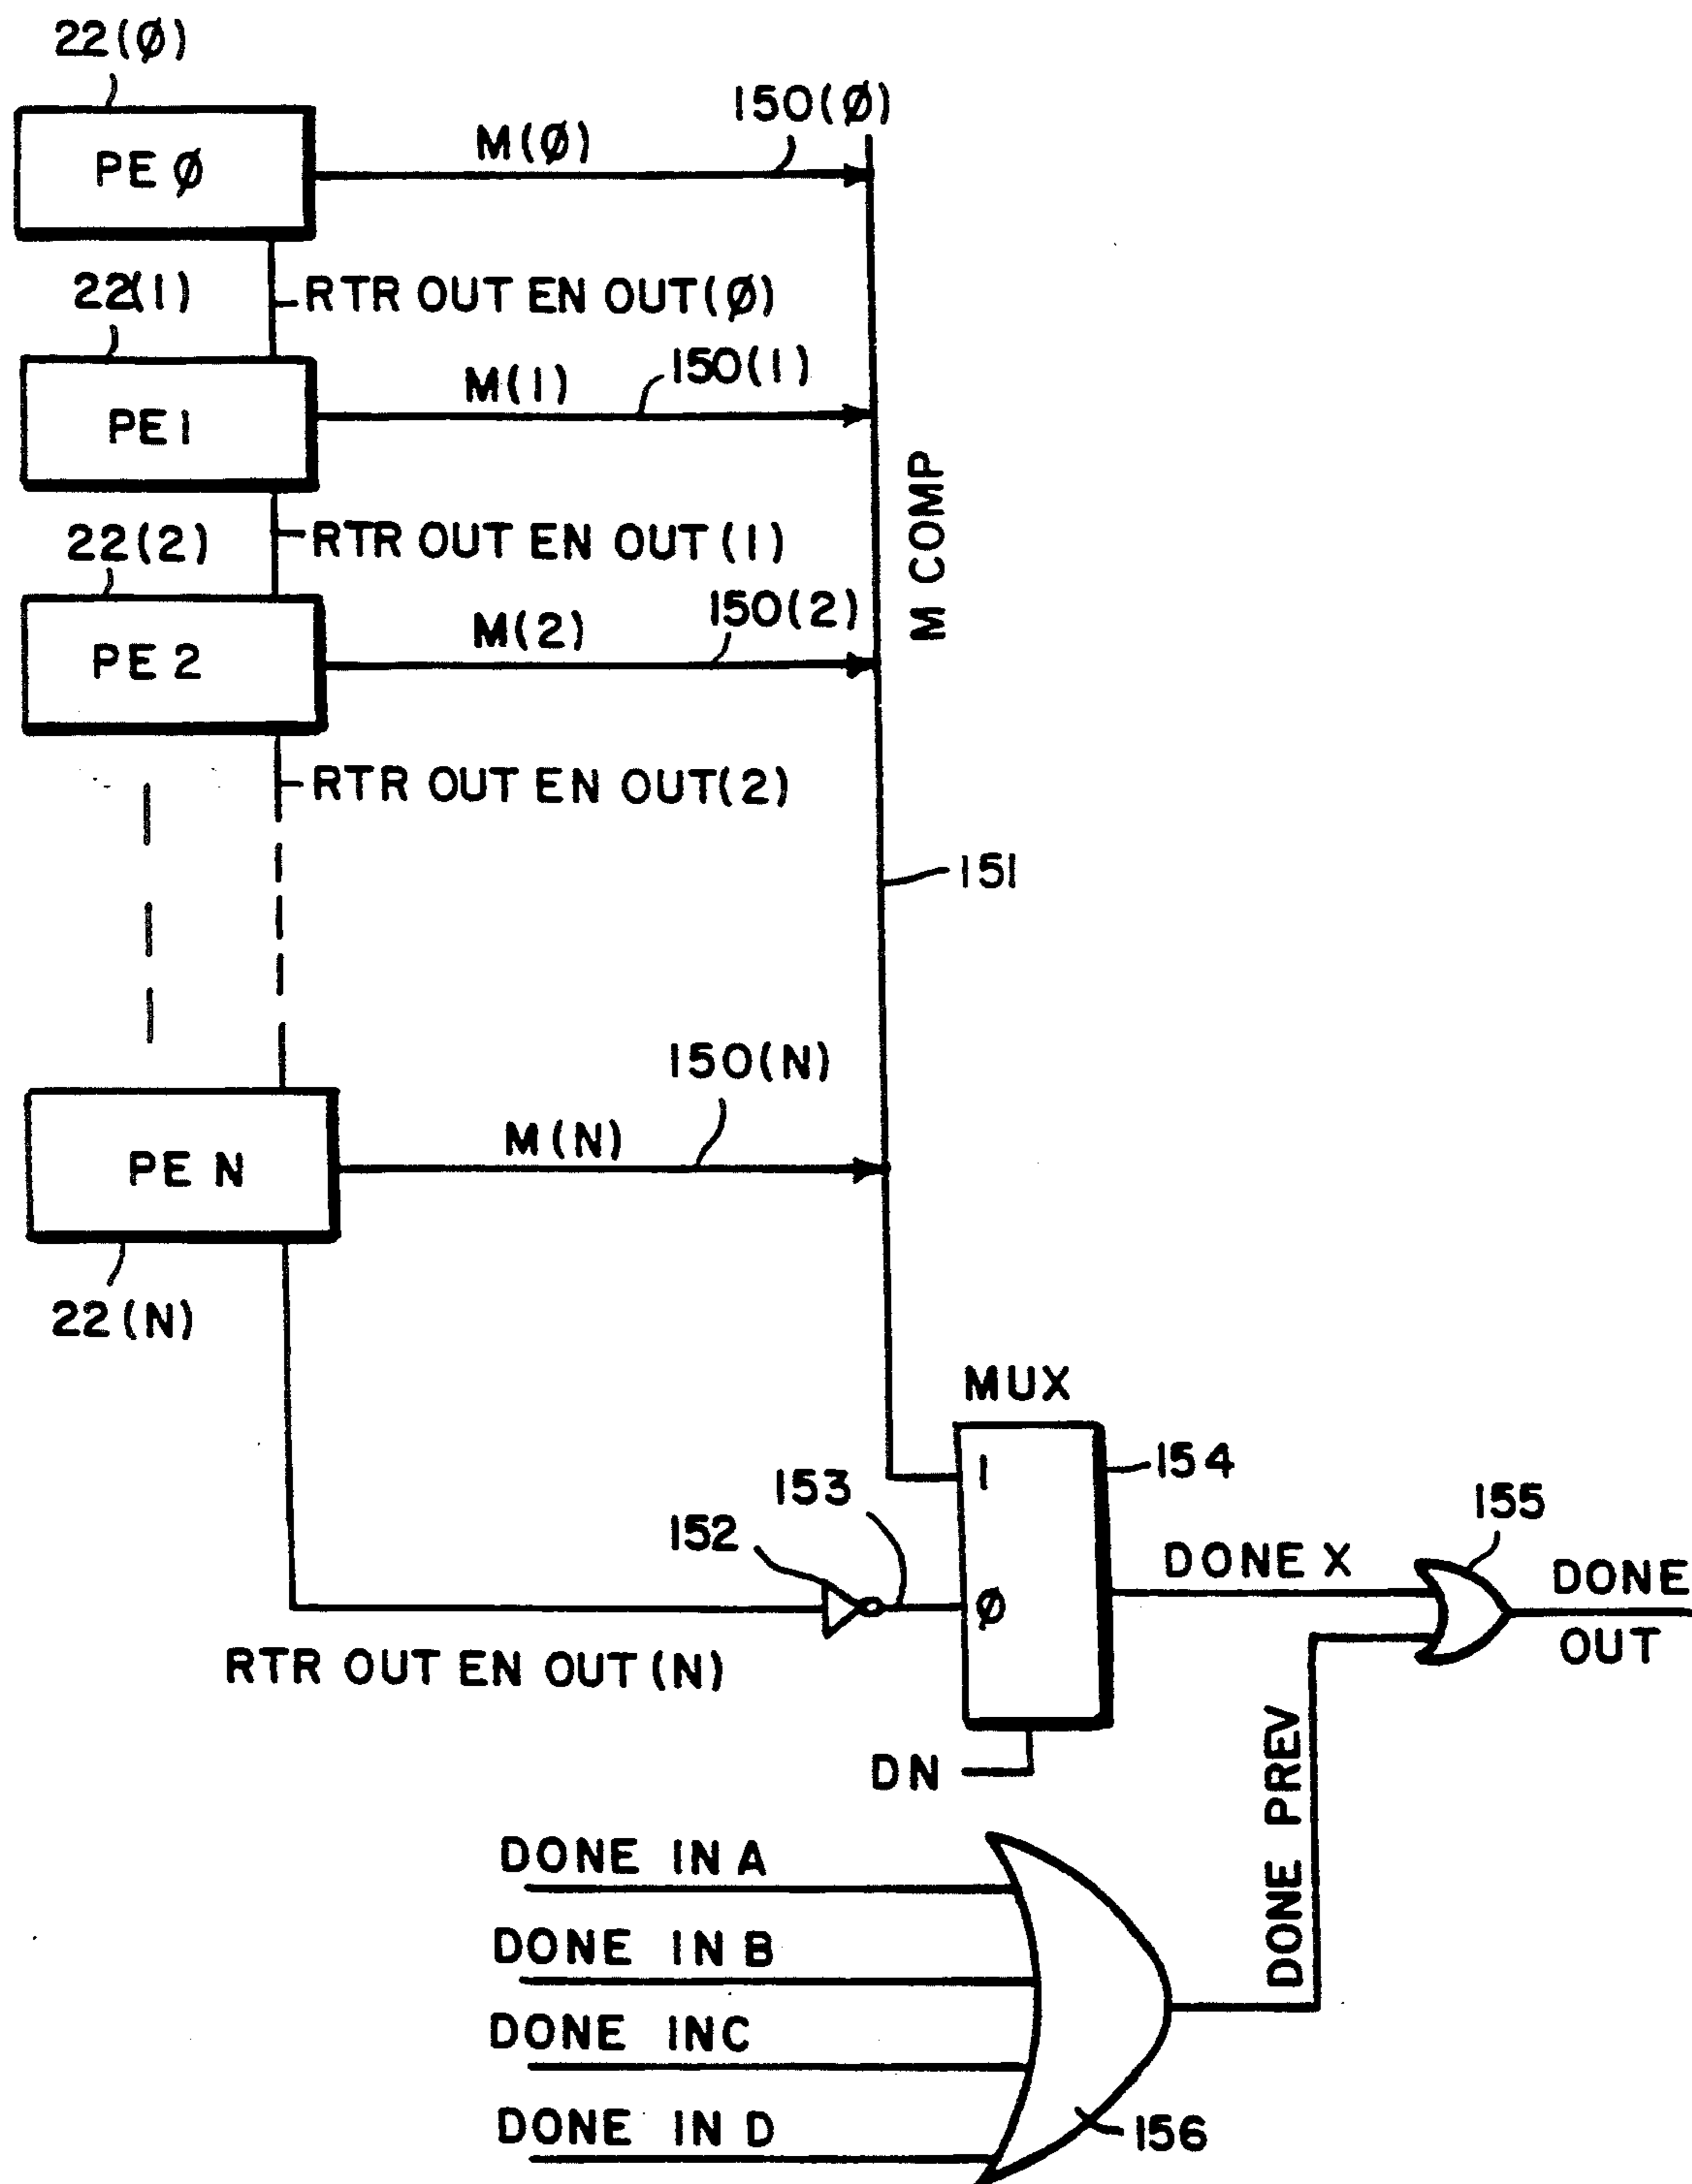 22(Ø)
150(Ø)
PE Ø
M(Ø)
22(1)
RTR OUT EN OUT(Ø)
PE 1
M(1)
150(1)
22(2)
RTR OUT EN OUT(1)
M COMP
PE 2
M(2)
150(2)
RTR OUT EN OUT(2)
151
150(N)
PE N
M(N)
22(N)
MUX
1
154
153
152
155
DONE X
DONE
OUT
Ø
RTR OUT EN OUT(N)
DN
DONE PREV
DONE IN A
DONE IN B
DONE INC
DONE IN D
156